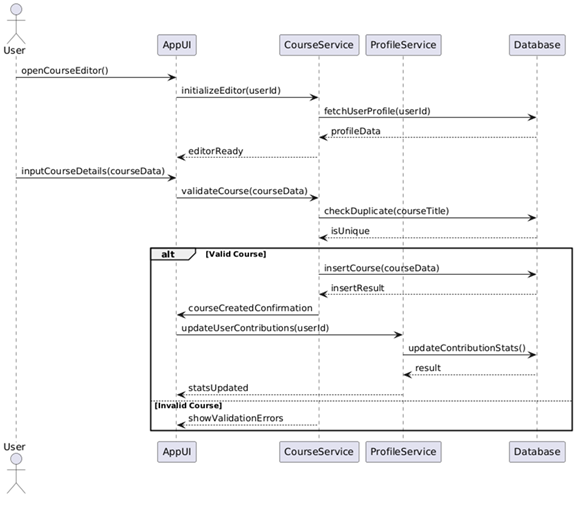 User
AppUI
CourseService
ProfileService
Database
openCourseEditor()
initializeEditor(userId)
fetchUserProfile(userId)
profileData
editorReady
inputCourseDetails(courseData)
validateCourse(courseData)
checkDuplicate(courseTitle)
isUnique
alt [Valid Course]
insertCourse(courseData)
insertResult
courseCreatedConfirmation
updateUserContributions(userId)
updateContributionStats()
result
statsUpdated
[Invalid Course]
showValidationErrors
User
AppUI
CourseService
ProfileService
Database